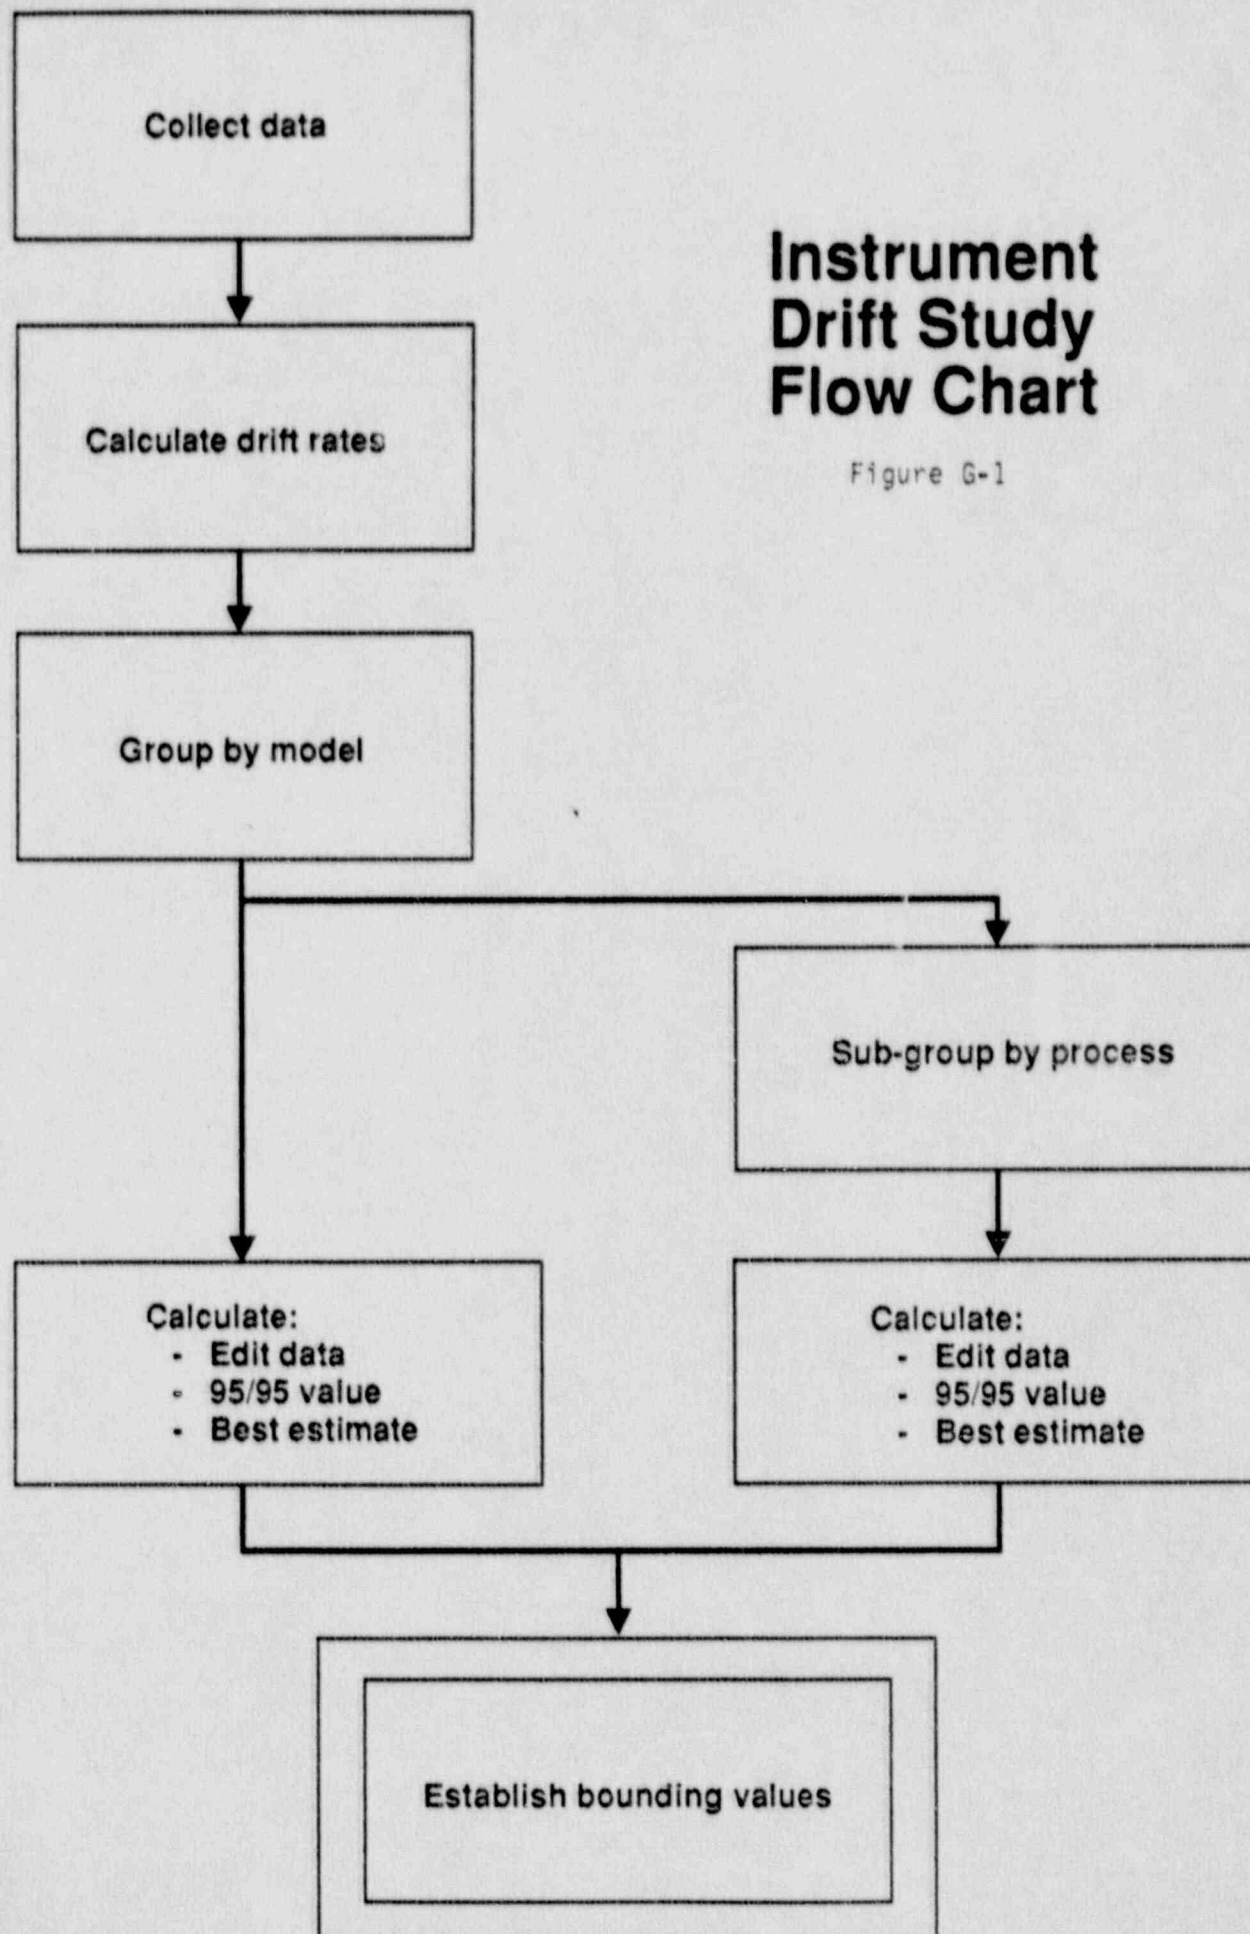 Collect data
Instrument
Drift Study
Flow Chart
Figure G-1
Calculate drift rates
Group by model
Sub-group by process
Calculate:
- Edit data
- 95/95 value
- Best estimate
Calculate:
- Edit data
- 95/95 value
- Best estimate
Establish bounding values